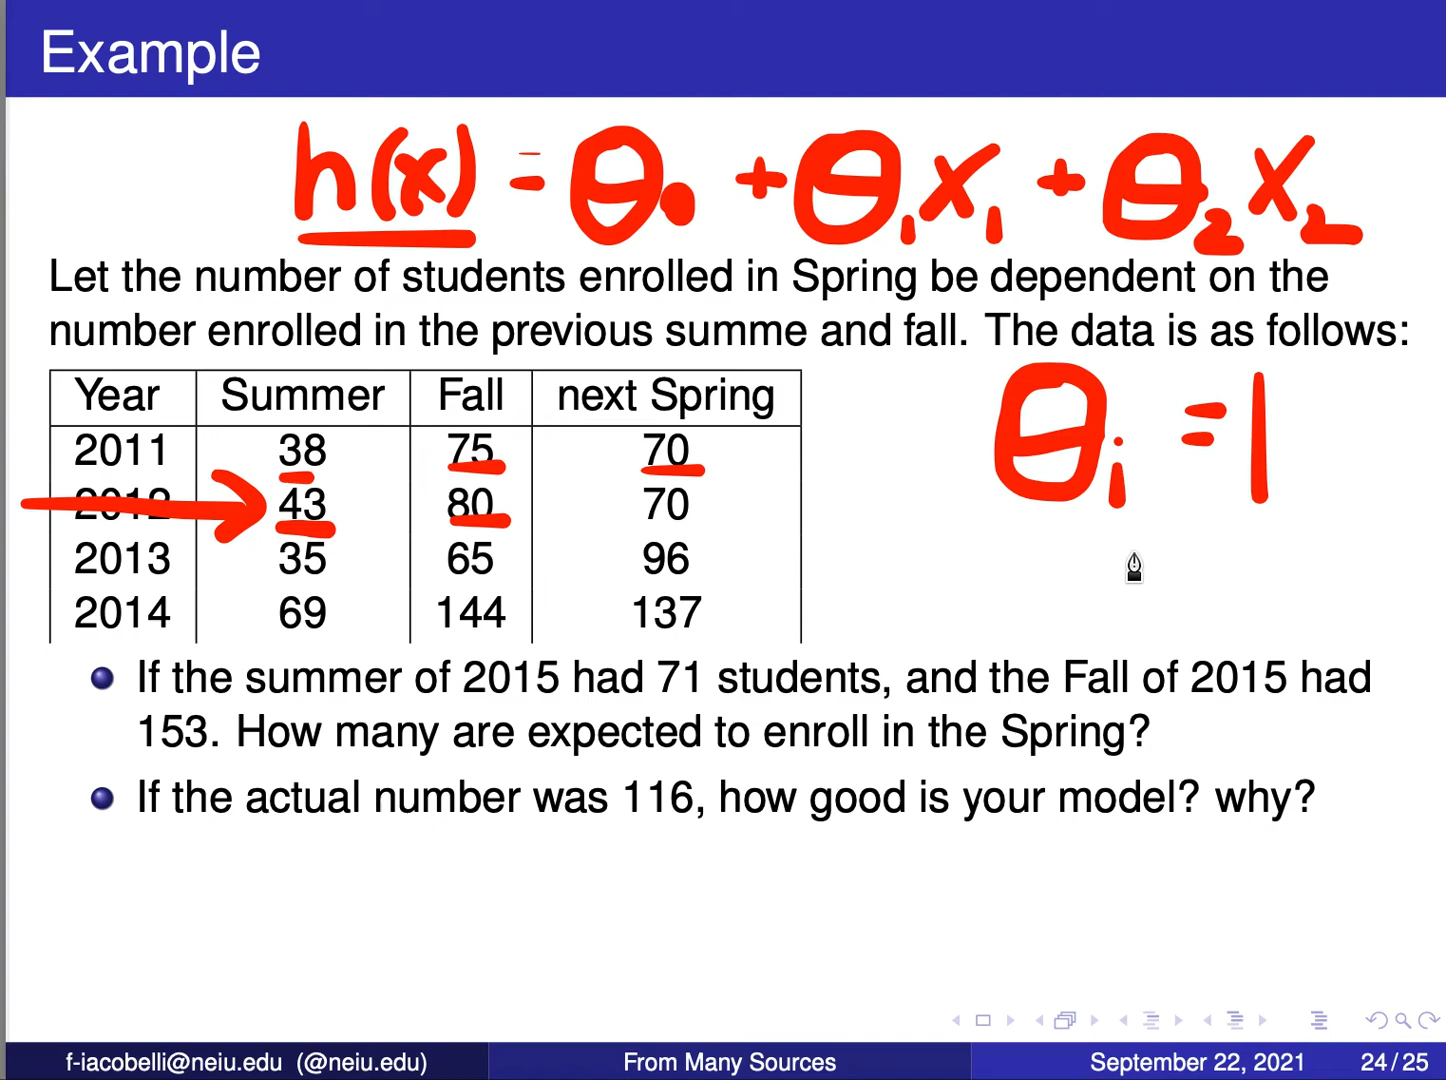 Example
h(x) = θ₀ + θ₁x₁ + θ₂x₂
Let the number of students enrolled in Spring be dependent on the
number enrolled in the previous summe and fall. The data is as follows:
Year Summer Fall next Spring
2011 38 75 70
2012 43 80 70
2013 35 65 96
2014 69 144 137
θᵢ = 1
If the summer of 2015 had 71 students, and the Fall of 2015 had
153. How many are expected to enroll in the Spring?
If the actual number was 116, how good is your model? why?
f-iacobelli@neiu.edu (@neiu.edu) From Many Sources September 22, 2021 24/25